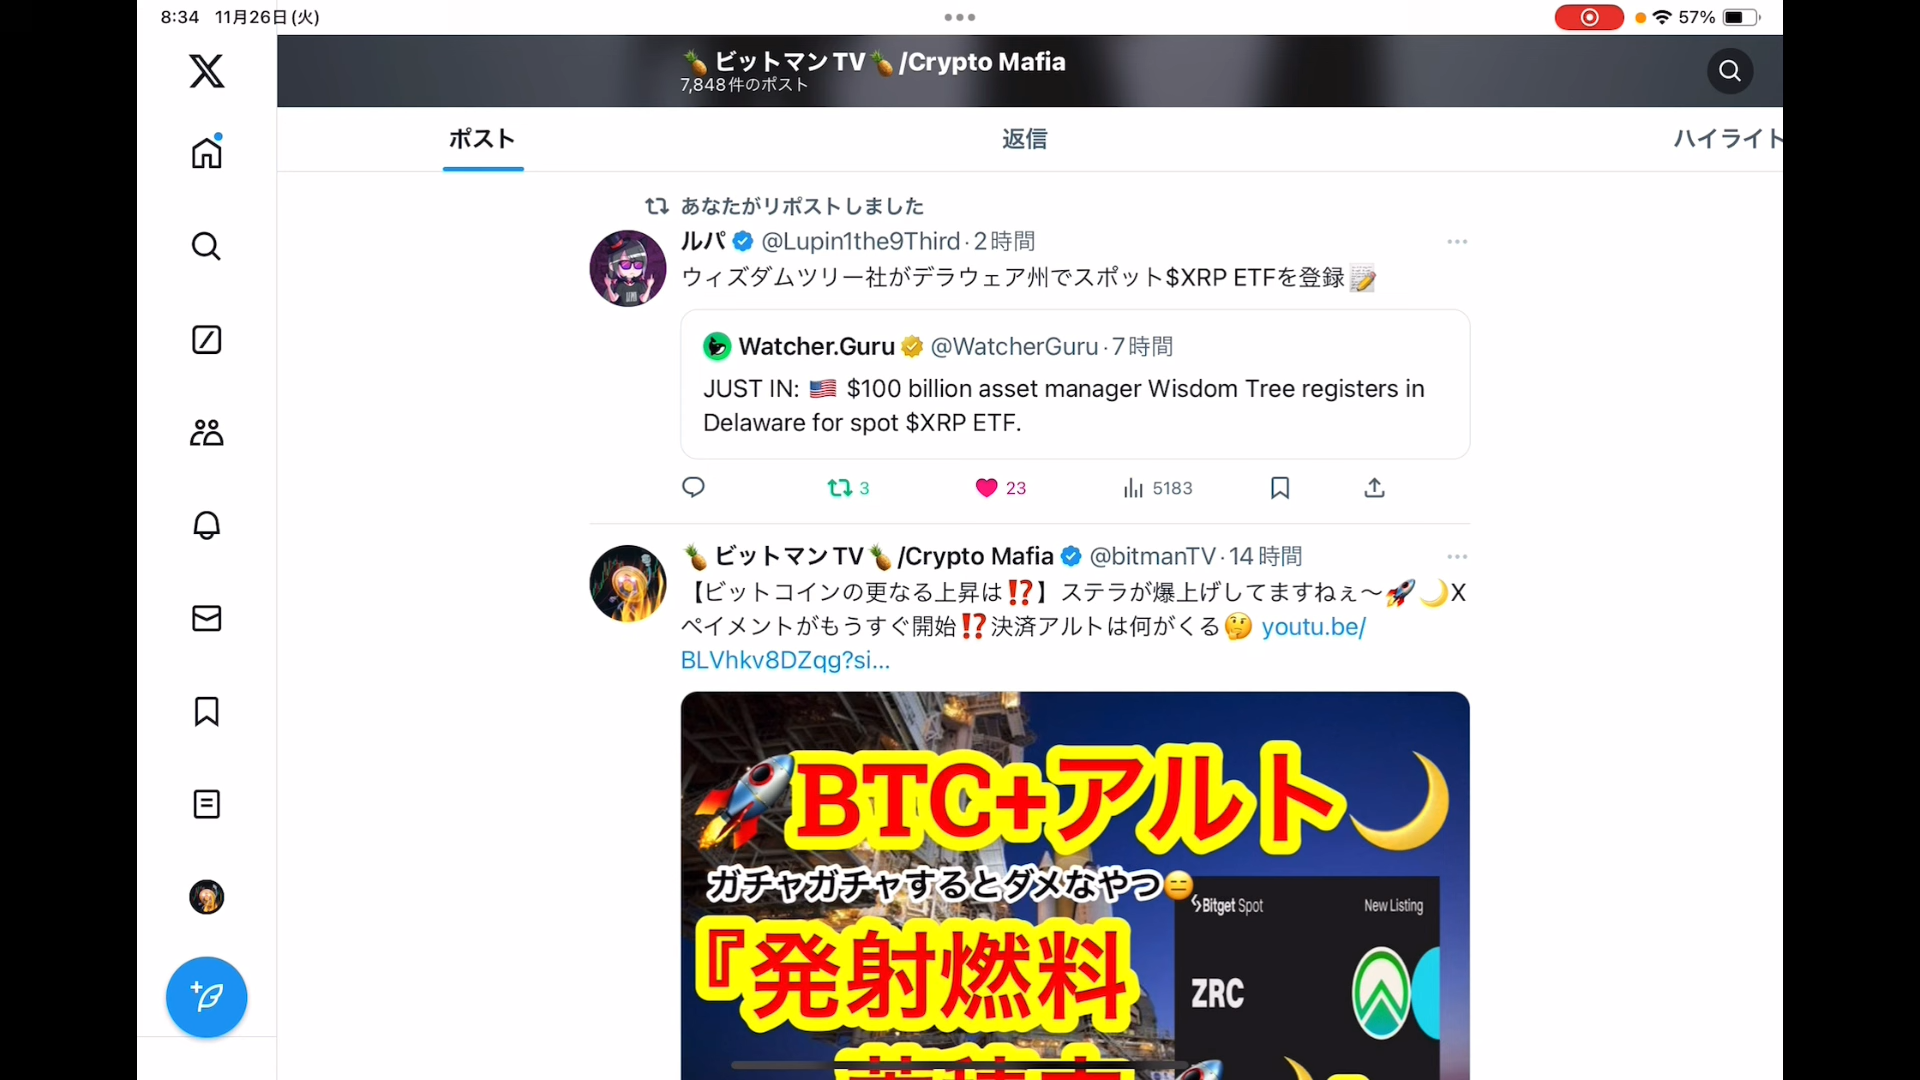 8:34 11月26日(火)
57%
🍍ビットマンTV🍍/Crypto Mafia
7,848件のポスト
ポスト
返信
ハイライト
あなたがリポストしました
ルパ @Lupin1the9Third·2時間
ウィズダムツリー社がデラウェア州でスポット$XRP ETFを登録📝
Watcher.Guru @WatcherGuru·7時間
JUST IN: 🇺🇸 $100 billion asset manager Wisdom Tree registers in
Delaware for spot $XRP ETF.
3
23
5183
🍍ビットマンTV🍍/Crypto Mafia @bitmanTV·14時間
【ビットコインの更なる上昇は⁉️】ステラが爆上げしてますねぇ〜🚀🌙X
ペイメントがもうすぐ開始⁉️決済アルトは何がくる🤔 youtu.be/
BLVhkv8DZqg?si...
🚀BTC+アルト🌙
ガチャガチャするとダメなやつ😑
『発射燃料
Bitget Spot
New Listing
ZRC